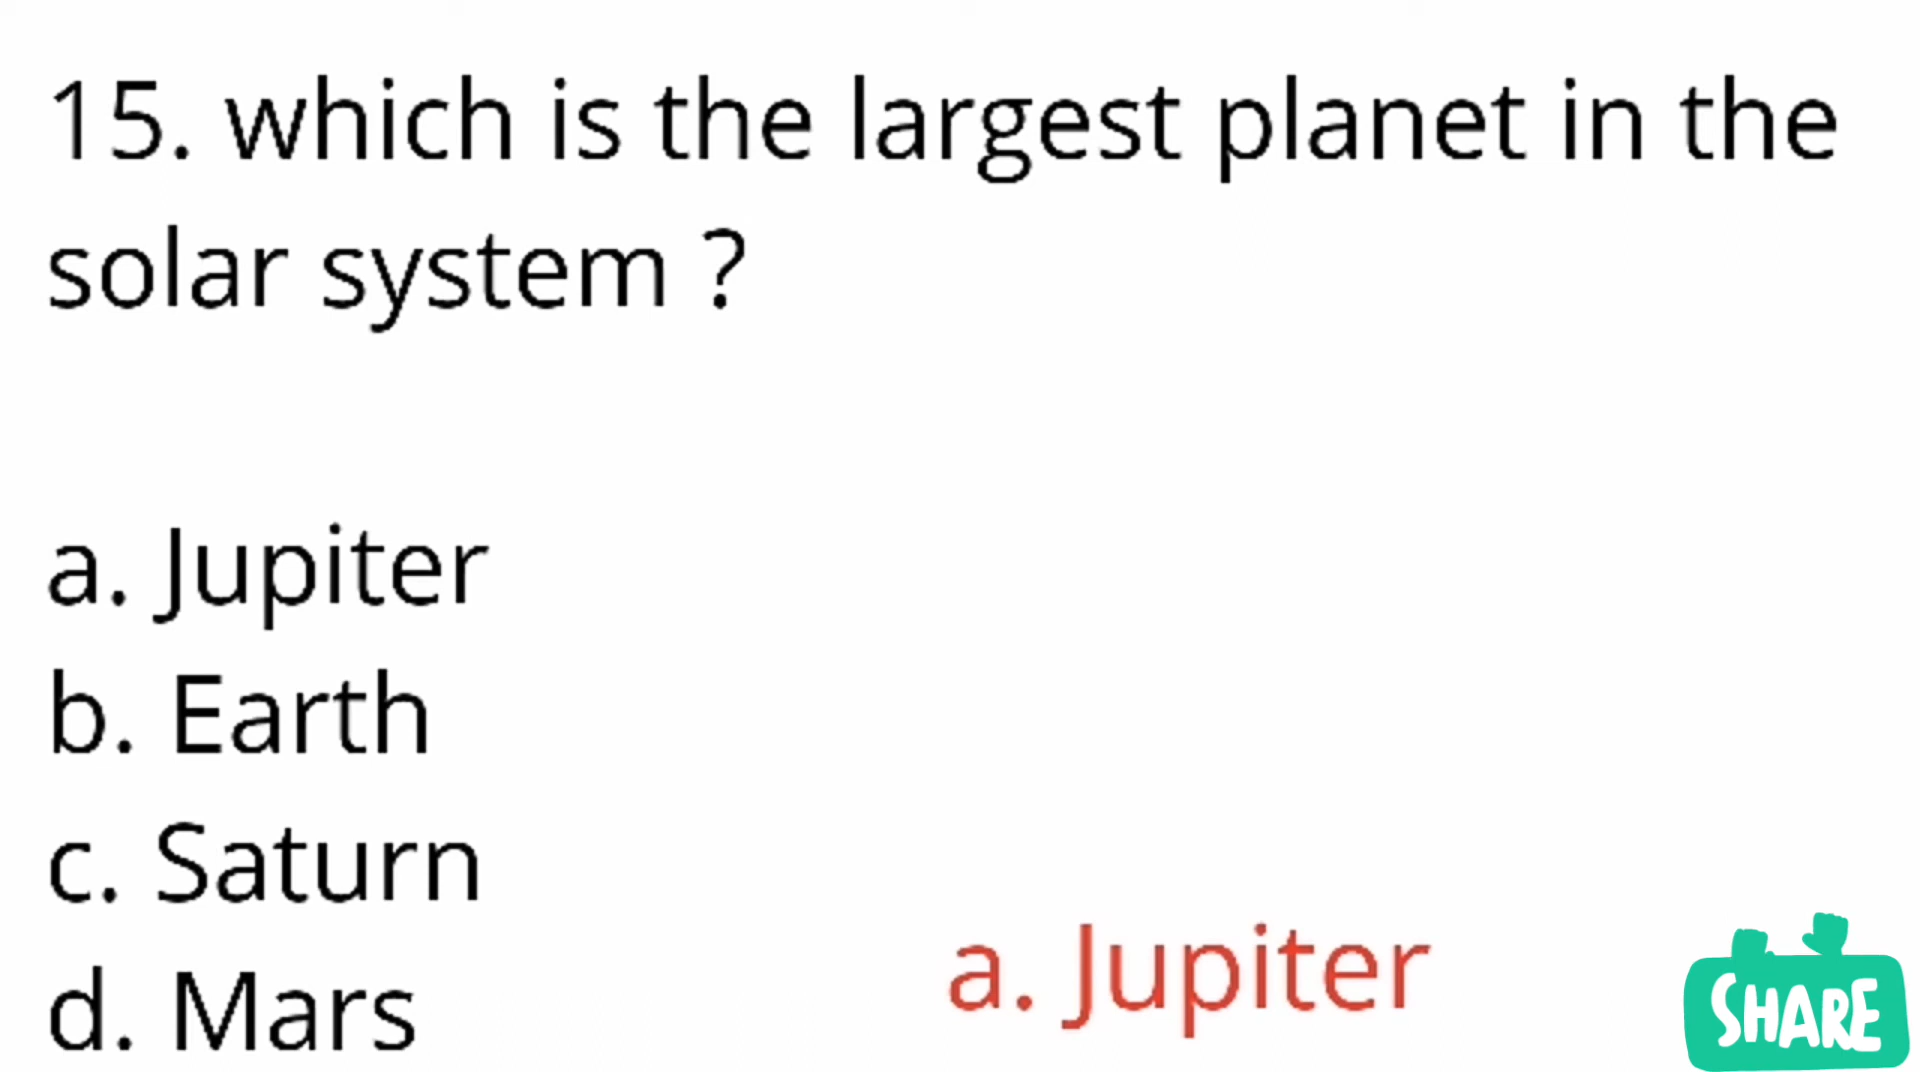 15. which is the largest planet in the
solar system ?
a. Jupiter
b. Earth
c. Saturn
d. Mars
a. Jupiter
SHARE